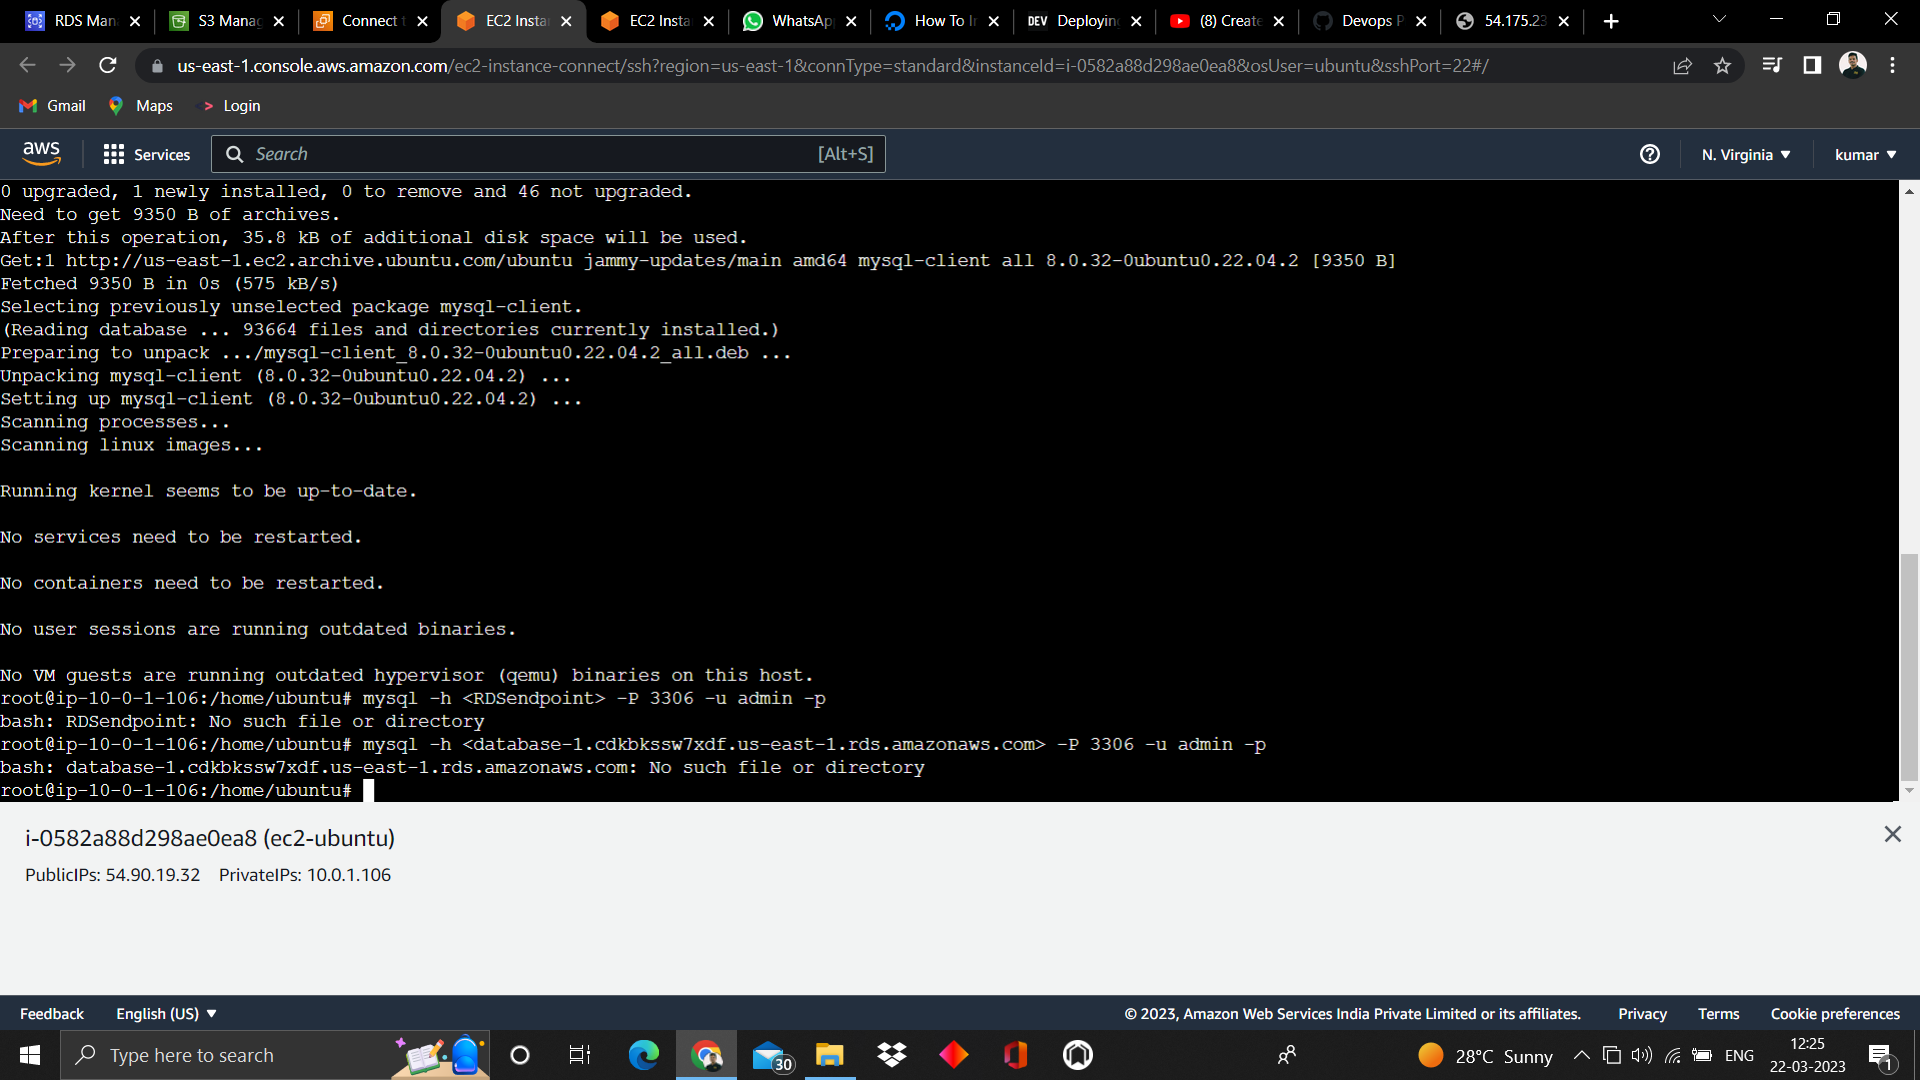 RDS Man
S3 Manag
Connect t
EC2 Insta
EC2 Insta
WhatsAp
How To I
DEV Deployin
(8) Create
Devops P
54.175.23
us-east-1.console.aws.amazon.com/ec2-instance-connect/ssh?region=us-east-1&connType=standard&instanceId=i-0582a88d298ae0ea8&osUser=ubuntu&sshPort=22#/
Gmail
Maps
Login
aws
Services
Search
[Alt+S]
N. Virginia
kumar
0 upgraded, 1 newly installed, 0 to remove and 46 not upgraded.
Need to get 9350 B of archives.
After this operation, 35.8 kB of additional disk space will be used.
Get:1 http://us-east-1.ec2.archive.ubuntu.com/ubuntu jammy-updates/main amd64 mysql-client all 8.0.32-0ubuntu0.22.04.2 [9350 B]
Fetched 9350 B in 0s (575 kB/s)
Selecting previously unselected package mysql-client.
(Reading database ... 93664 files and directories currently installed.)
Preparing to unpack .../mysql-client_8.0.32-0ubuntu0.22.04.2_all.deb ...
Unpacking mysql-client (8.0.32-0ubuntu0.22.04.2) ...
Setting up mysql-client (8.0.32-0ubuntu0.22.04.2) ...
Scanning processes...
Scanning linux images...
Running kernel seems to be up-to-date.
No services need to be restarted.
No containers need to be restarted.
No user sessions are running outdated binaries.
No VM guests are running outdated hypervisor (qemu) binaries on this host.
root@ip-10-0-1-106:/home/ubuntu# mysql -h <RDSendpoint> -P 3306 -u admin -p
bash: RDSendpoint: No such file or directory
root@ip-10-0-1-106:/home/ubuntu# mysql -h <database-1.cdkbkssw7xdf.us-east-1.rds.amazonaws.com> -P 3306 -u admin -p
bash: database-1.cdkbkssw7xdf.us-east-1.rds.amazonaws.com: No such file or directory
root@ip-10-0-1-106:/home/ubuntu#
i-0582a88d298ae0ea8 (ec2-ubuntu)
PublicIPs: 54.90.19.32 PrivateIPs: 10.0.1.106
Feedback
English (US)
© 2023, Amazon Web Services India Private Limited or its affiliates.
Privacy
Terms
Cookie preferences
Type here to search
30
28°C Sunny
ENG
12:25
22-03-2023
1